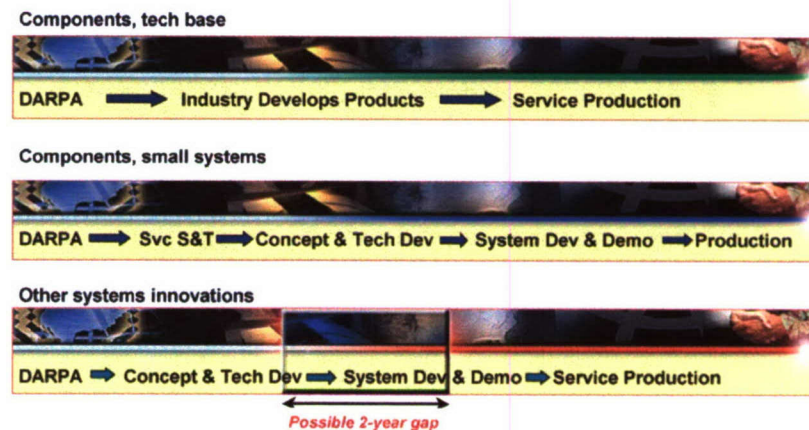 Components, tech base
DARPA Industry Develops Products Service Production
Components, small systems
DARPA Svc S&T Concept & Tech Dev System Dev & Demo Production
Other systems innovations
DARPA Concept & Tech Dev System Dev & Demo Service Production
Possible 2-year gap